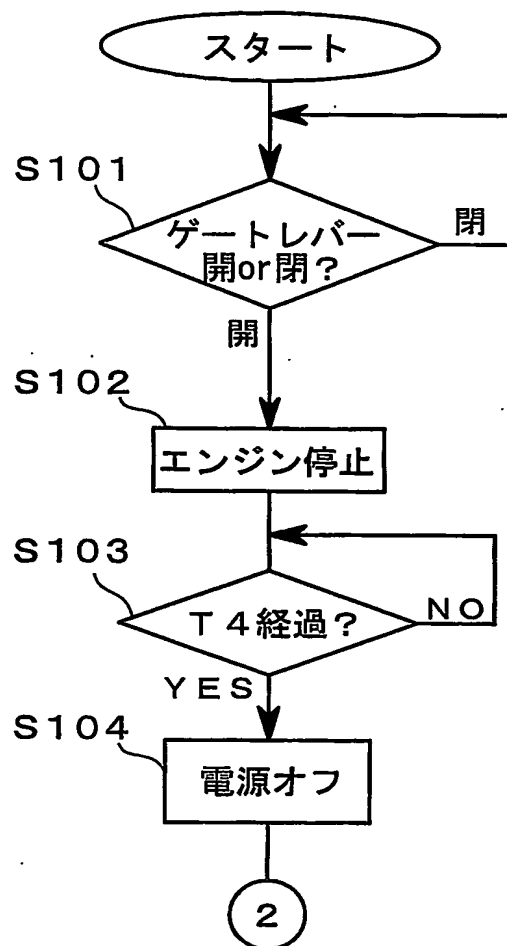 スタート
S101
ゲートレバー
開or閉？
閉
開
S102
エンジン停止
S103
T4経過？
NO
YES
S104
電源オフ
2